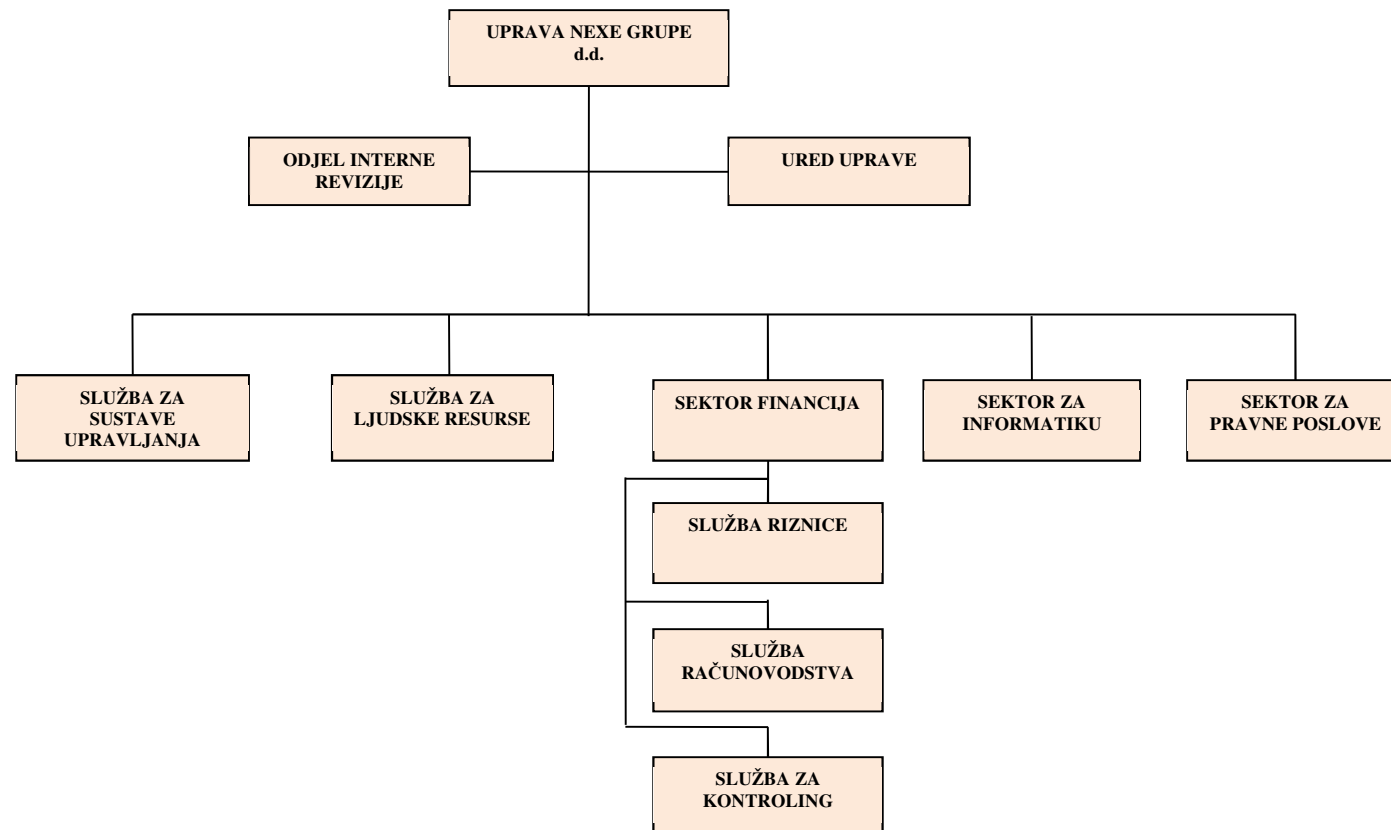 UPRAVA NEXE GRUPE
d.d.
ODJEL INTERNE
REVIZIJE
URED UPRAVE
SLUŽBA ZA
SUSTAVE
UPRAVLJANJA
SLUŽBA ZA
LJUDSKE RESURSE
SEKTOR FINANCIJA
SEKTOR ZA
INFORMATIKU
SEKTOR ZA
PRAVNE POSLOVE
SLUŽBA RIZNICE
SLUŽBA
RAČUNOVODSTVA
SLUŽBA ZA
KONTROLING